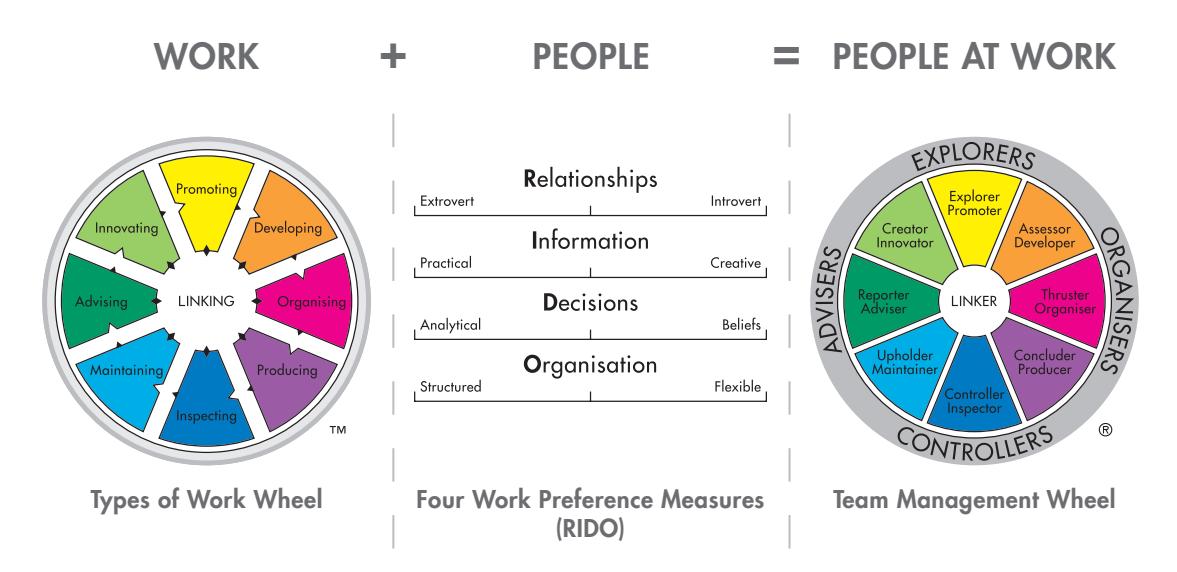 WORK + PEOPLE = PEOPLE AT WORK
Promoting
Developing
Organising
Producing
Inspecting
Maintaining
Advising
Innovating
LINKING
TM
Types of Work Wheel
Relationships
Extrovert Introvert
Information
Practical Creative
Decisions
Analytical Beliefs
Organisation
Structured Flexible
Four Work Preference Measures
(RIDO)
EXPLORERS
ORGANISERS
CONTROLLERS
ADVISERS
Explorer
Promoter
Assessor
Developer
Thruster
Organiser
Concluder
Producer
Controller
Inspector
Upholder
Maintainer
Reporter
Adviser
Creator
Innovator
LINKER
®
Team Management Wheel